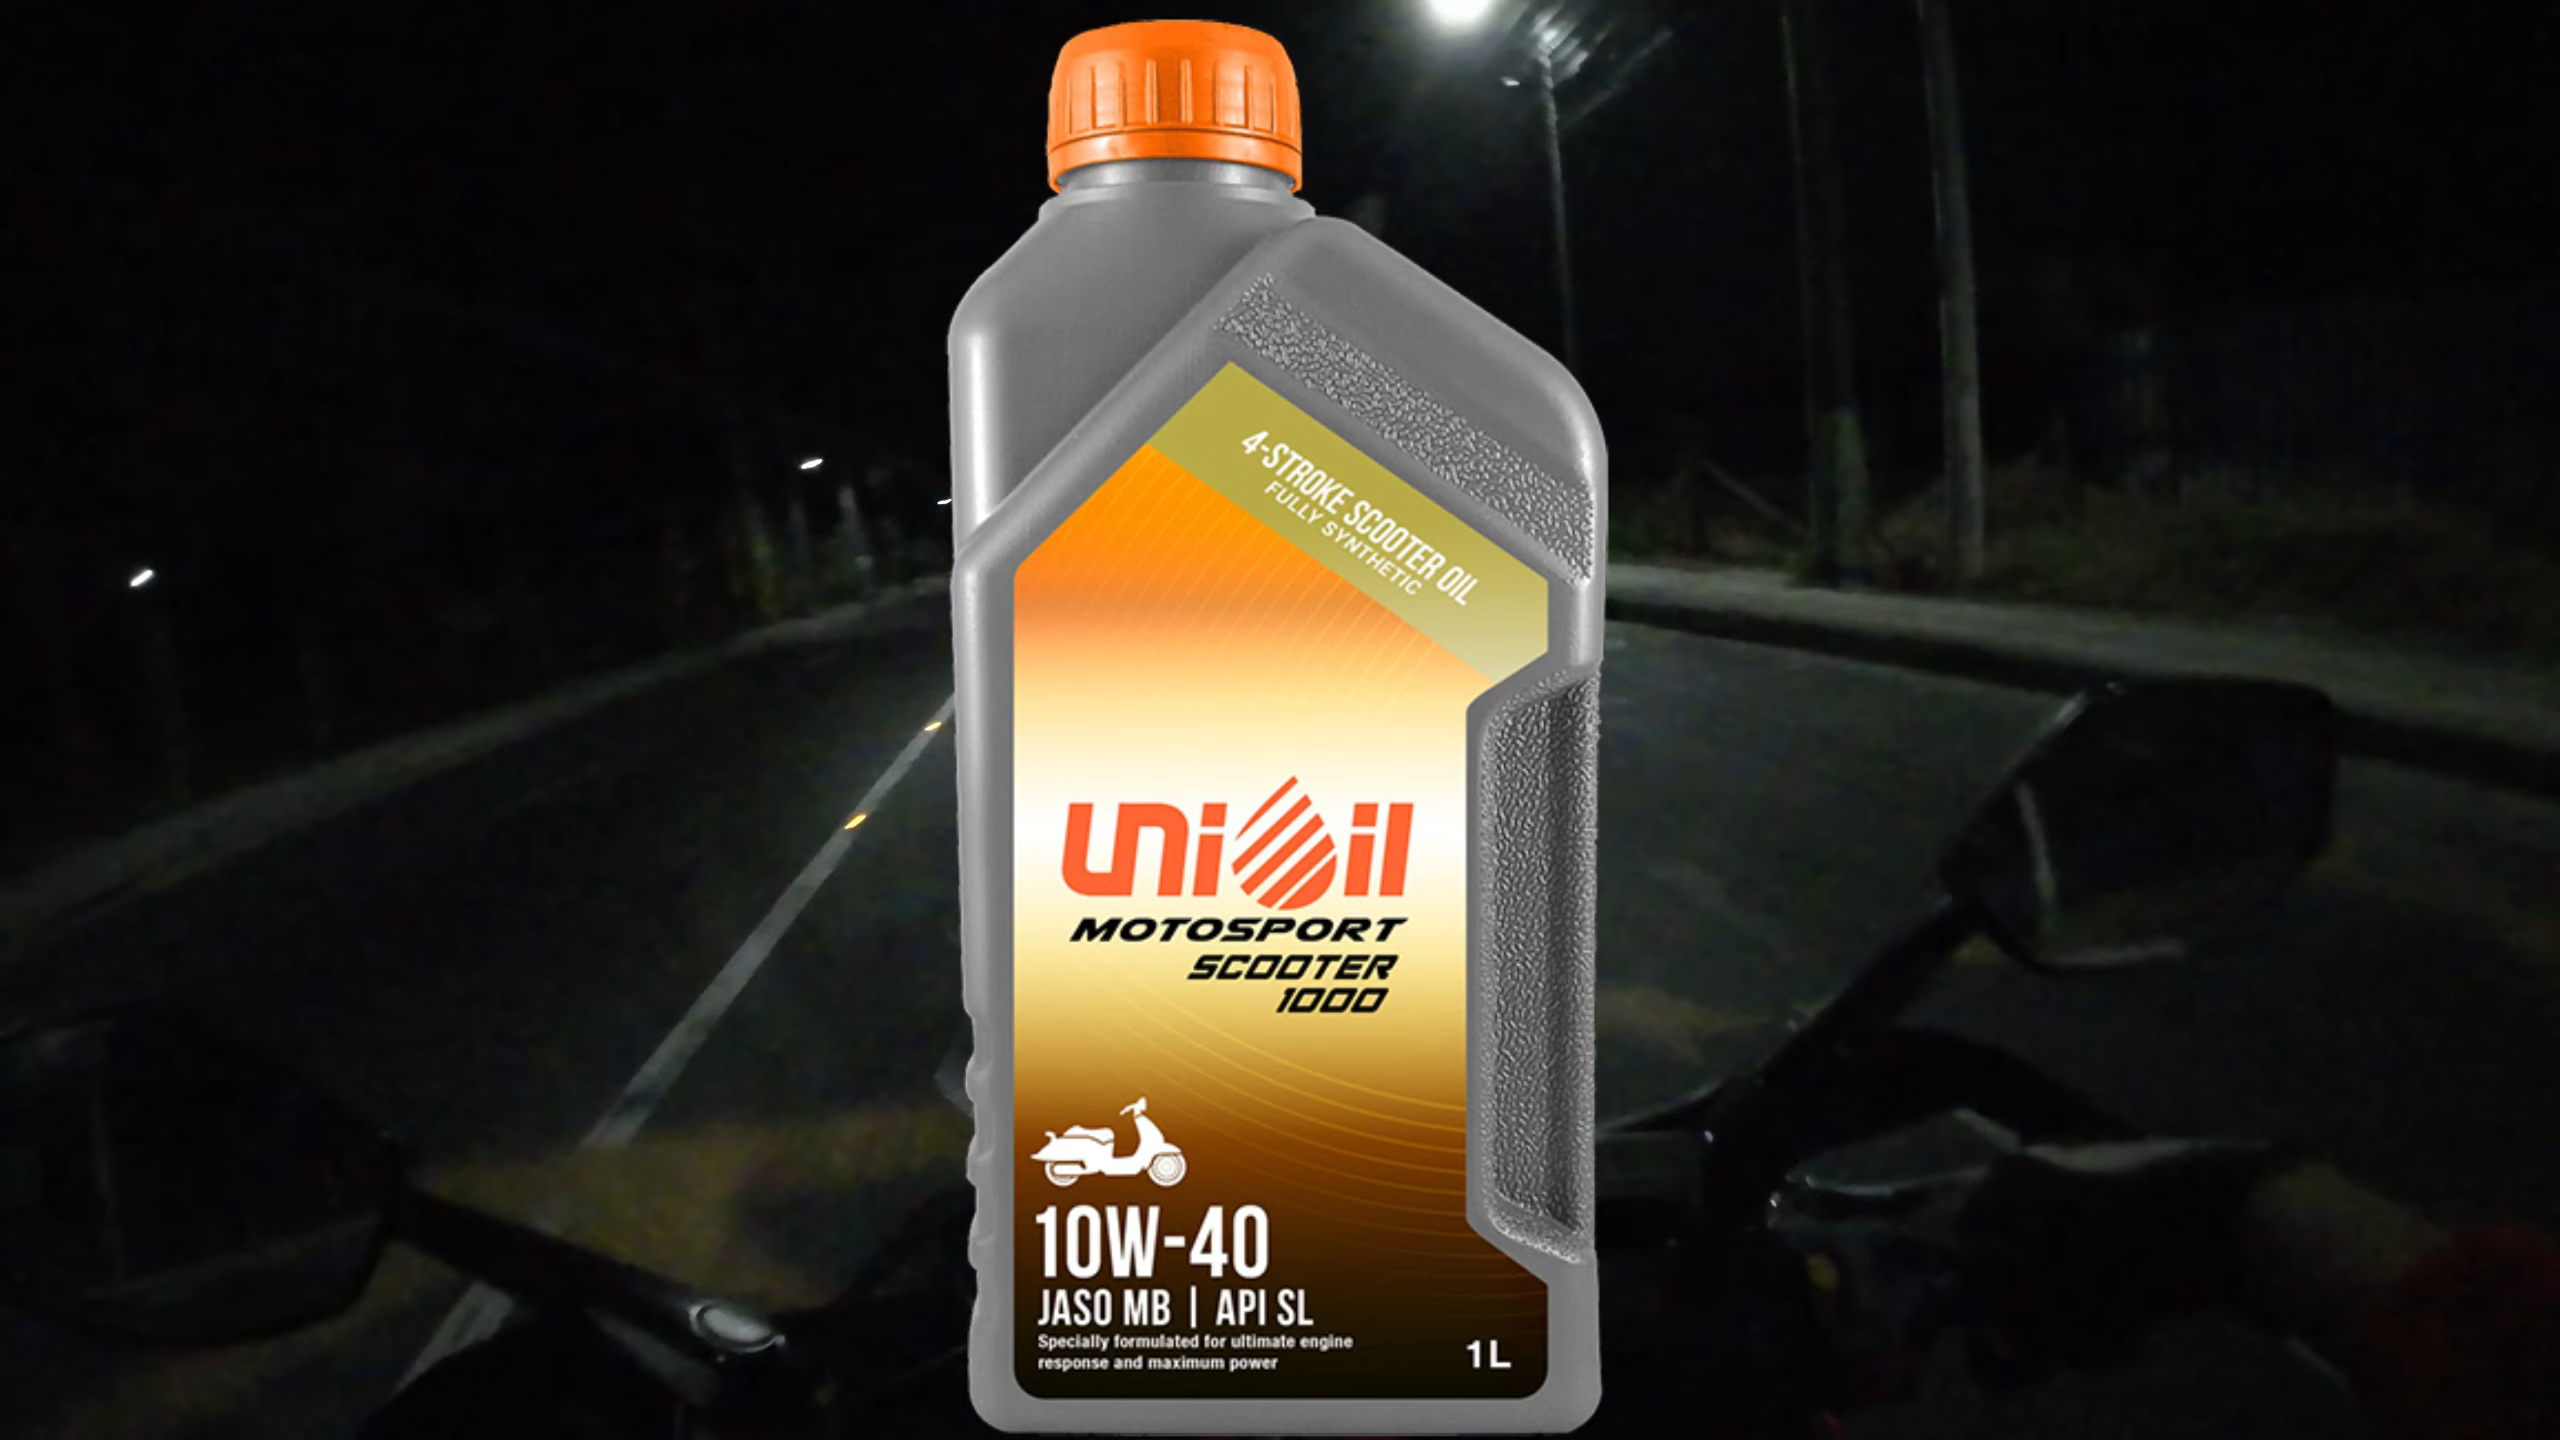 4-STROKE SCOOTER OIL
FULLY SYNTHETIC
UNIOIL
MOTOSPORT
SCOOTER
1000
10W-40
JASO MB | API SL
Specially formulated for ultimate engine
response and maximum power
1L